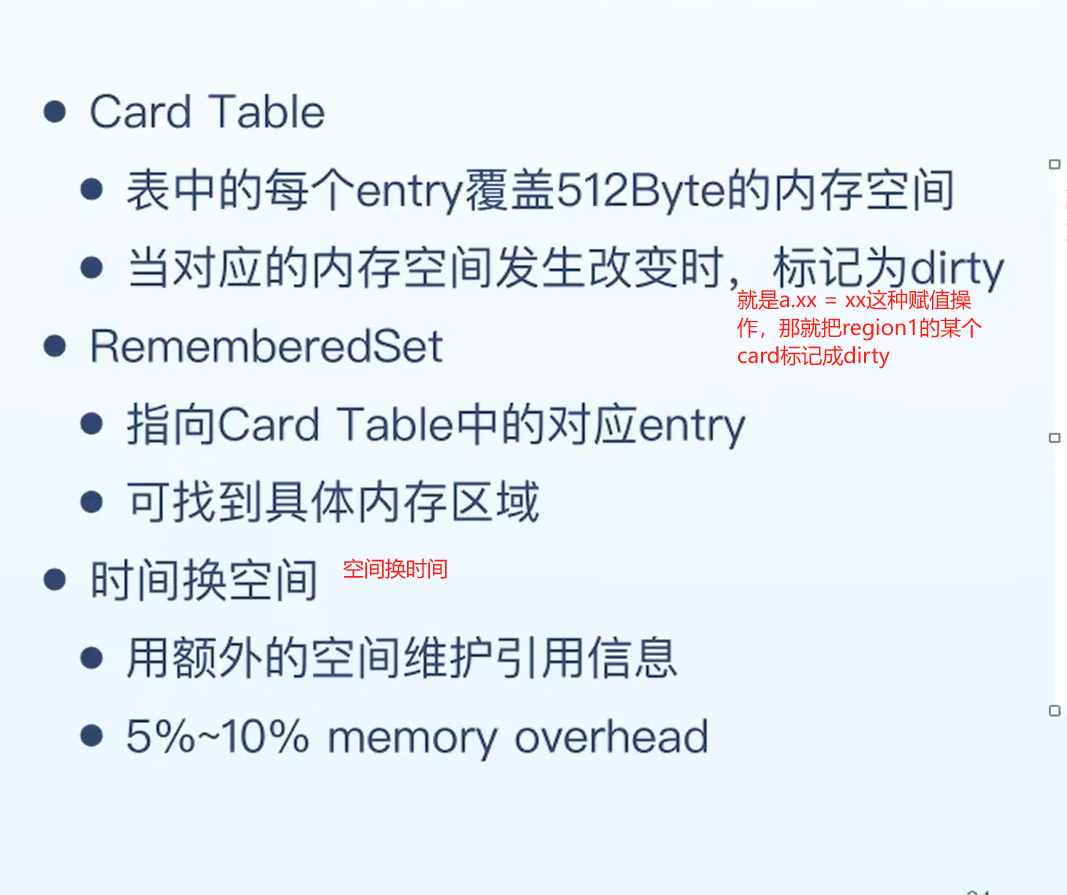 Card Table
表中的每个entry覆盖512Byte的内存空间
当对应的内存空间发生改变时，标记为dirty
就是a.xx = xx这种赋值操
作，那就把region1的某个
card标记成dirty
RememberedSet
指向Card Table中的对应entry
可找到具体内存区域
时间换空间 空间换时间
用额外的空间维护引用信息
5%~10% memory overhead